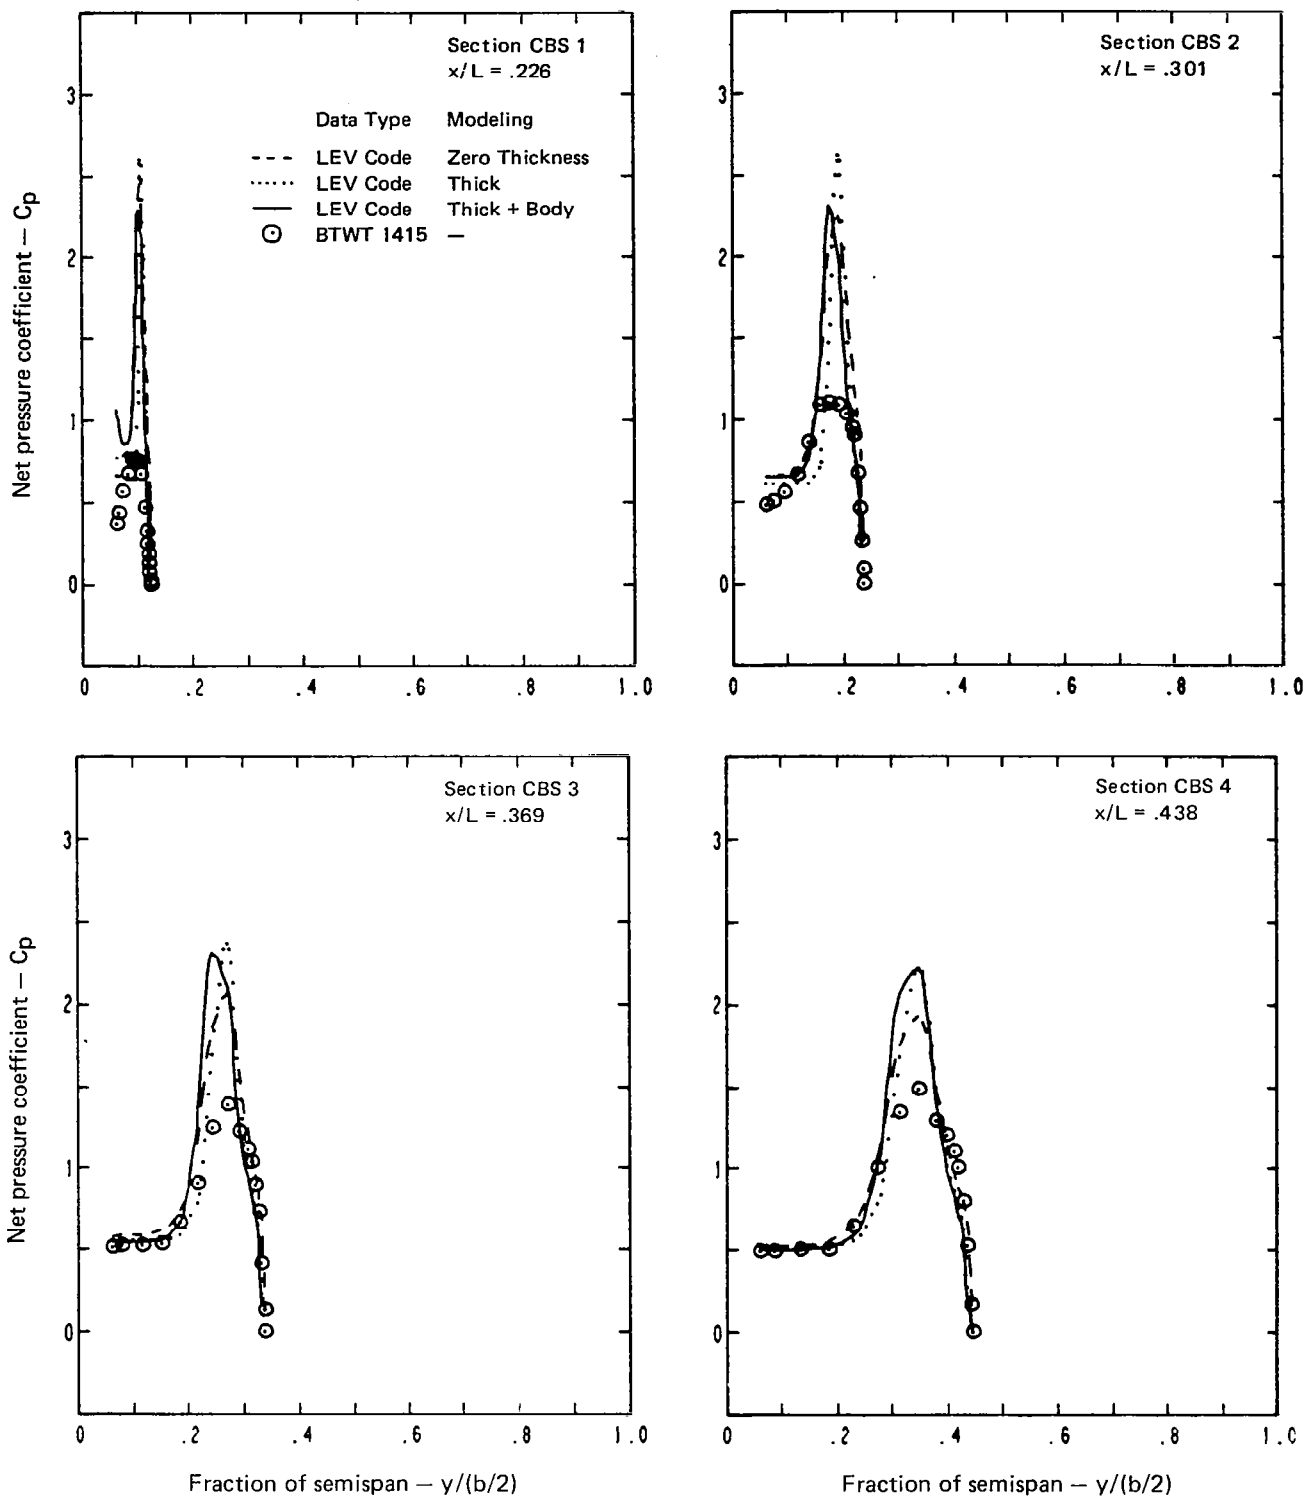 Section CBS 1
x/L = .226
Data Type Modeling
LEV Code Zero Thickness
LEV Code Thick
LEV Code Thick + Body
BTWT 1415 —
Net pressure coefficient — Cp
3
2
1
0
0 .2 .4 .6 .8 1.0
Section CBS 2
x/L = .301
3
2
1
0
0 .2 .4 .6 .8 1.0
Section CBS 3
x/L = .369
Net pressure coefficient — Cp
3
2
1
0
0 .2 .4 .6 .8 1.0
Fraction of semispan — y/(b/2)
Section CBS 4
x/L = .438
3
2
1
0
0 .2 .4 .6 .8 1.0
Fraction of semispan — y/(b/2)